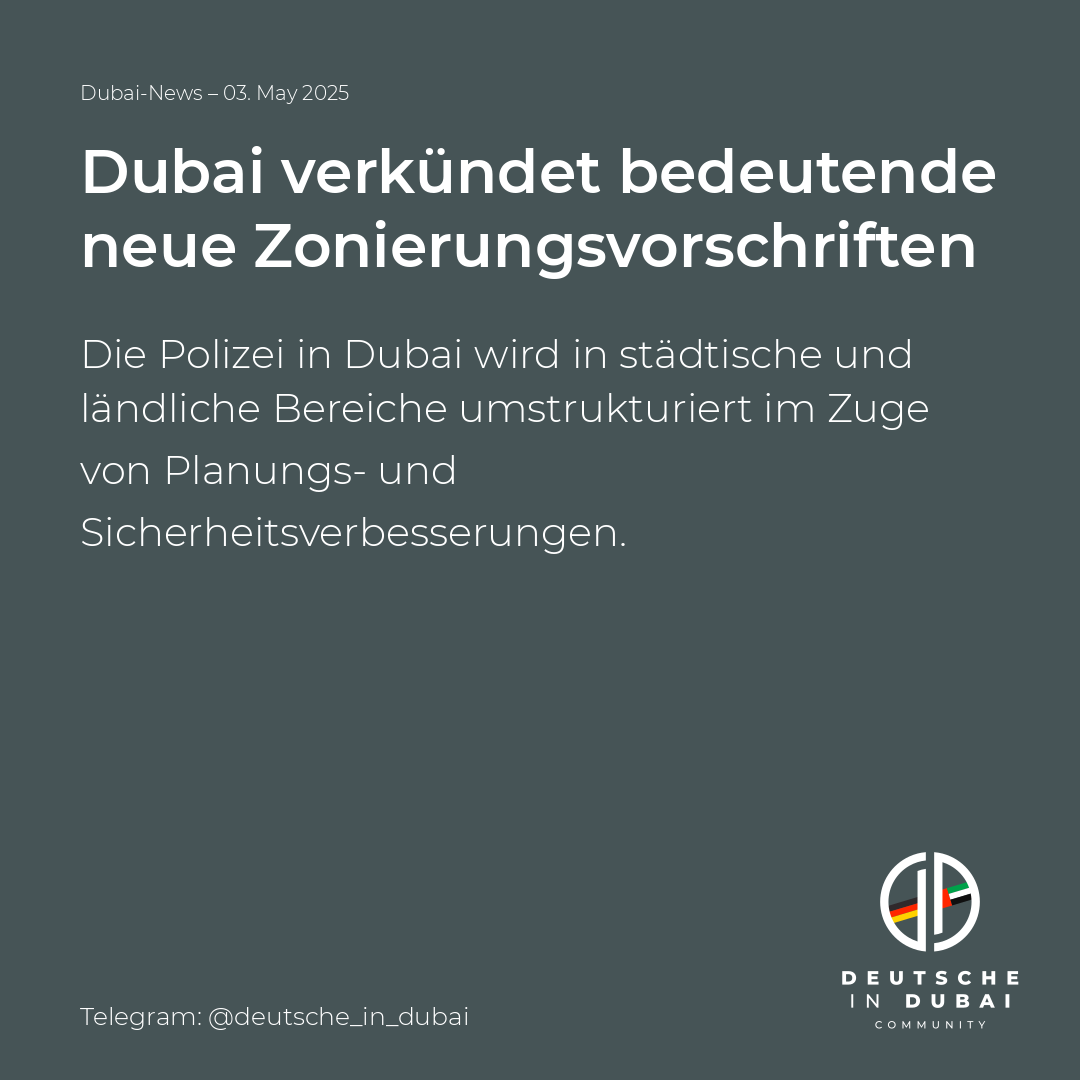 Dubai-News – 03. May 2025
Dubai verkündet bedeutende
neue Zonierungsvorschriften
Die Polizei in Dubai wird in städtische und
ländliche Bereiche umstrukturiert im Zuge
von Planungs- und
Sicherheitsverbesserungen.
DEUTSCHE
IN DUBAI
COMMUNITY
Telegram: @deutsche_in_dubai